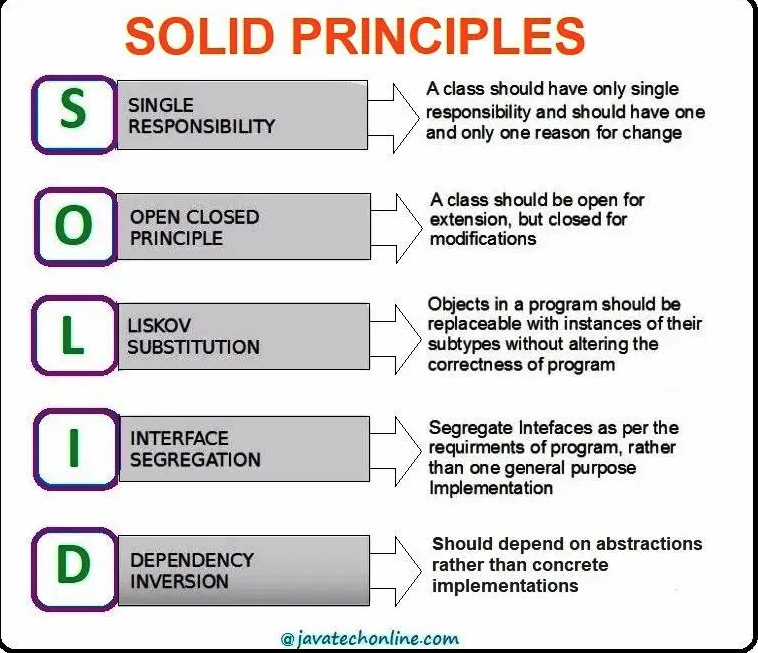 SOLID PRINCIPLES
S
SINGLE
RESPONSIBILITY
A class should have only single
responsibility and should have one
and only one reason for change
O
OPEN CLOSED
PRINCIPLE
A class should be open for
extension, but closed for
modifications
L
LISKOV
SUBSTITUTION
Objects in a program should be
replaceable with instances of their
subtypes without altering the
correctness of program
I
INTERFACE
SEGREGATION
Segregate Intefaces as per the
requirments of program, rather
than one general purpose
Implementation
D
DEPENDENCY
INVERSION
Should depend on abstractions
rather than concrete
implementations
@javatechonline.com